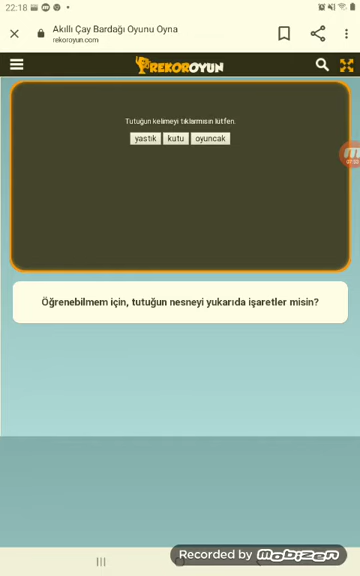 22:18
Akıllı Çay Bardağı Oyunu Oyna
rekoroyun.com
REKOROYUN
Tutuğun kelimeyi tıklarmısın lütfen.
yastık kutu oyuncak
Öğrenebilmem için, tutuğun nesneyi yukarıda işaretler misin?
Recorded by Mobizen